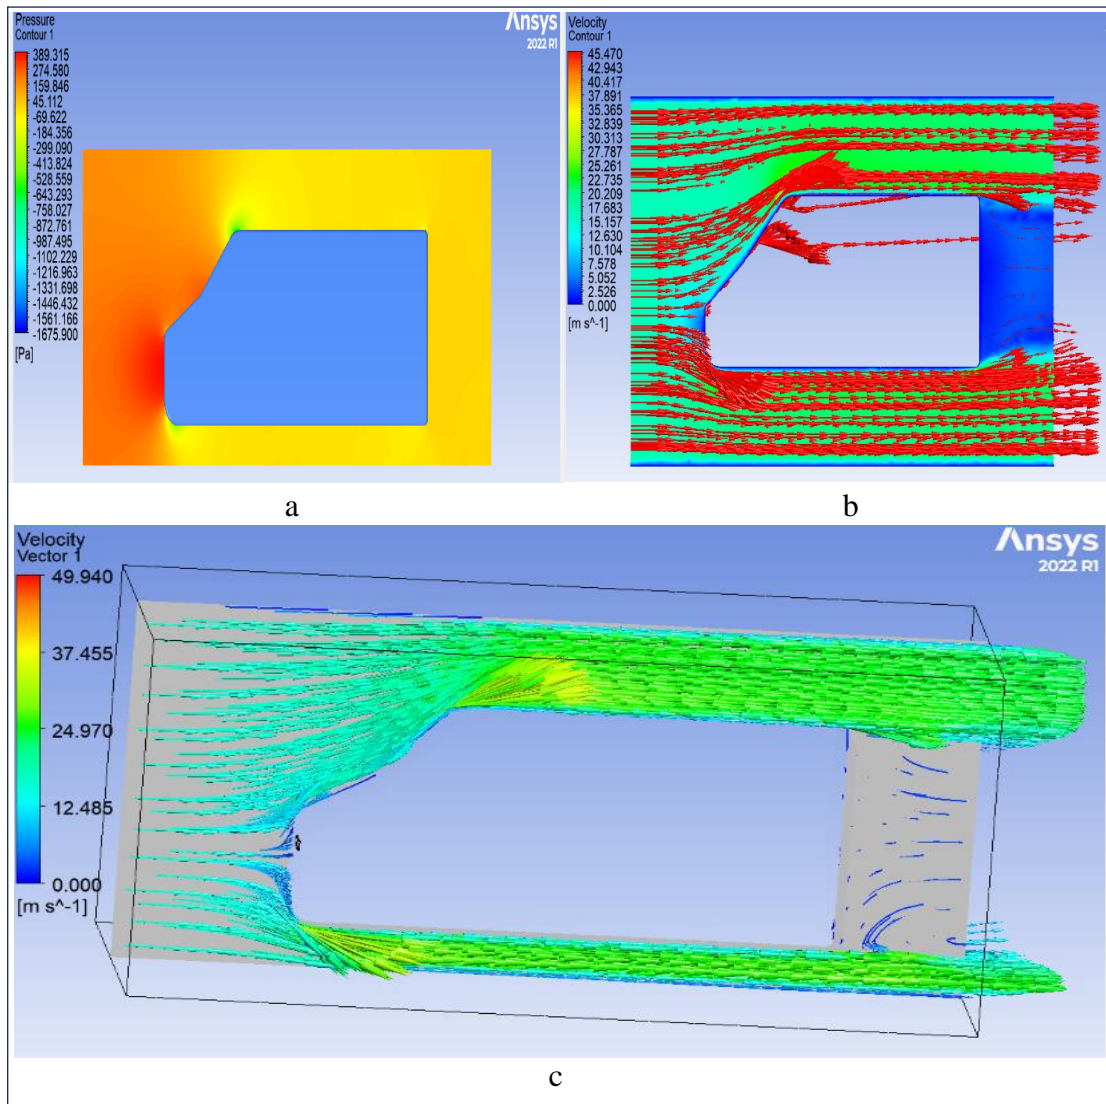 Pressure
Contour 1
389.315
274.580
159.846
45.112
-69.622
-184.356
-299.090
-413.824
-528.559
-643.293
-758.027
-872.761
-987.495
-1102.229
-1216.963
-1331.698
-1446.432
-1561.166
-1675.900
[Pa]
Ansys
2022 R1
a
Velocity
Contour 1
45.470
42.943
40.417
37.891
35.365
32.839
30.313
27.787
25.261
22.735
20.209
17.683
15.157
12.630
10.104
7.578
5.052
2.526
0.000
[m s^-1]
b
Velocity
Vector 1
49.940
37.455
24.970
12.485
0.000
[m s^-1]
Ansys
2022 R1
c